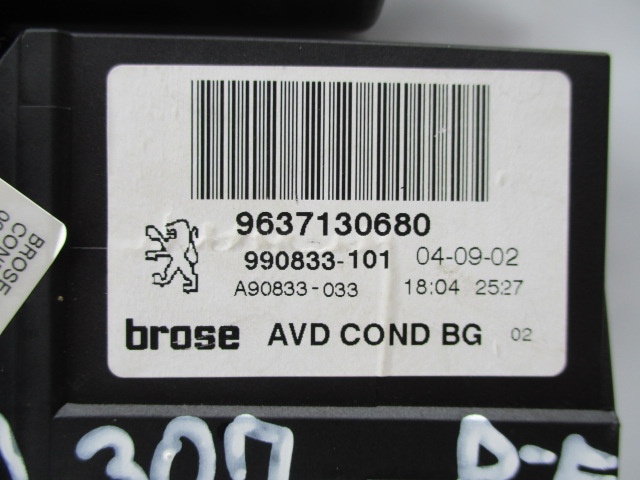 9637130680
990833-101 04-09-02
A90833-033 18:04 2527
brose AVD COND BG 02
BROSE
307 D-F